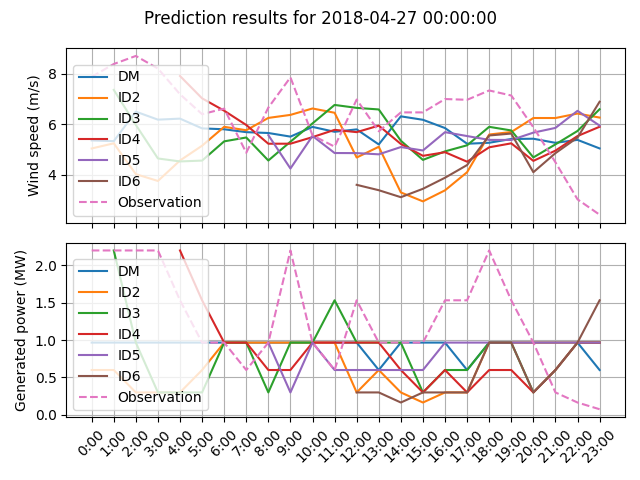 Prediction results for 2018-04-27 00:00:00
Wind speed (m/s)
8
6
4
DM
ID2
ID3
ID4
ID5
ID6
Observation
Generated power (MW)
2.0
1.5
1.0
0.5
0.0
DM
ID2
ID3
ID4
ID5
ID6
Observation
0:00 1:00 2:00 3:00 4:00 5:00 6:00 7:00 8:00 9:00 10:00 11:00 12:00 13:00 14:00 15:00 16:00 17:00 18:00 19:00 20:00 21:00 22:00 23:00